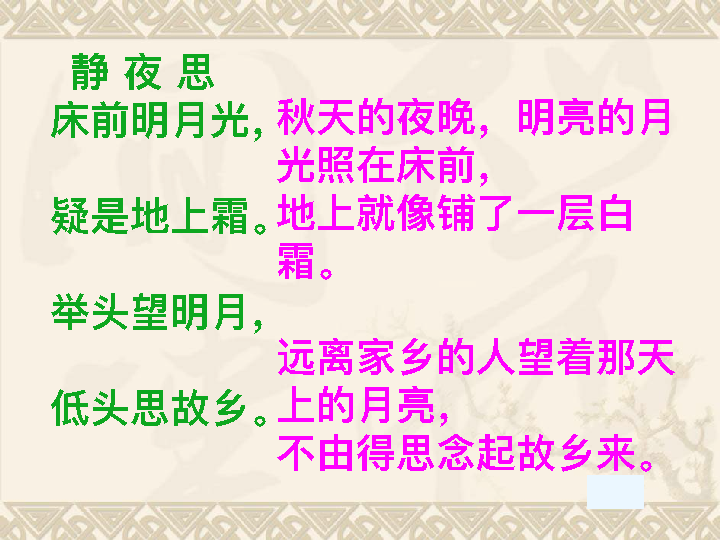 静 夜 思
床前明月光，
疑是地上霜。
举头望明月，
低头思故乡。
秋天的夜晚，明亮的月
光照在床前，
地上就像铺了一层白
霜。
远离家乡的人望着那天
上的月亮，
不由得思念起故乡来。